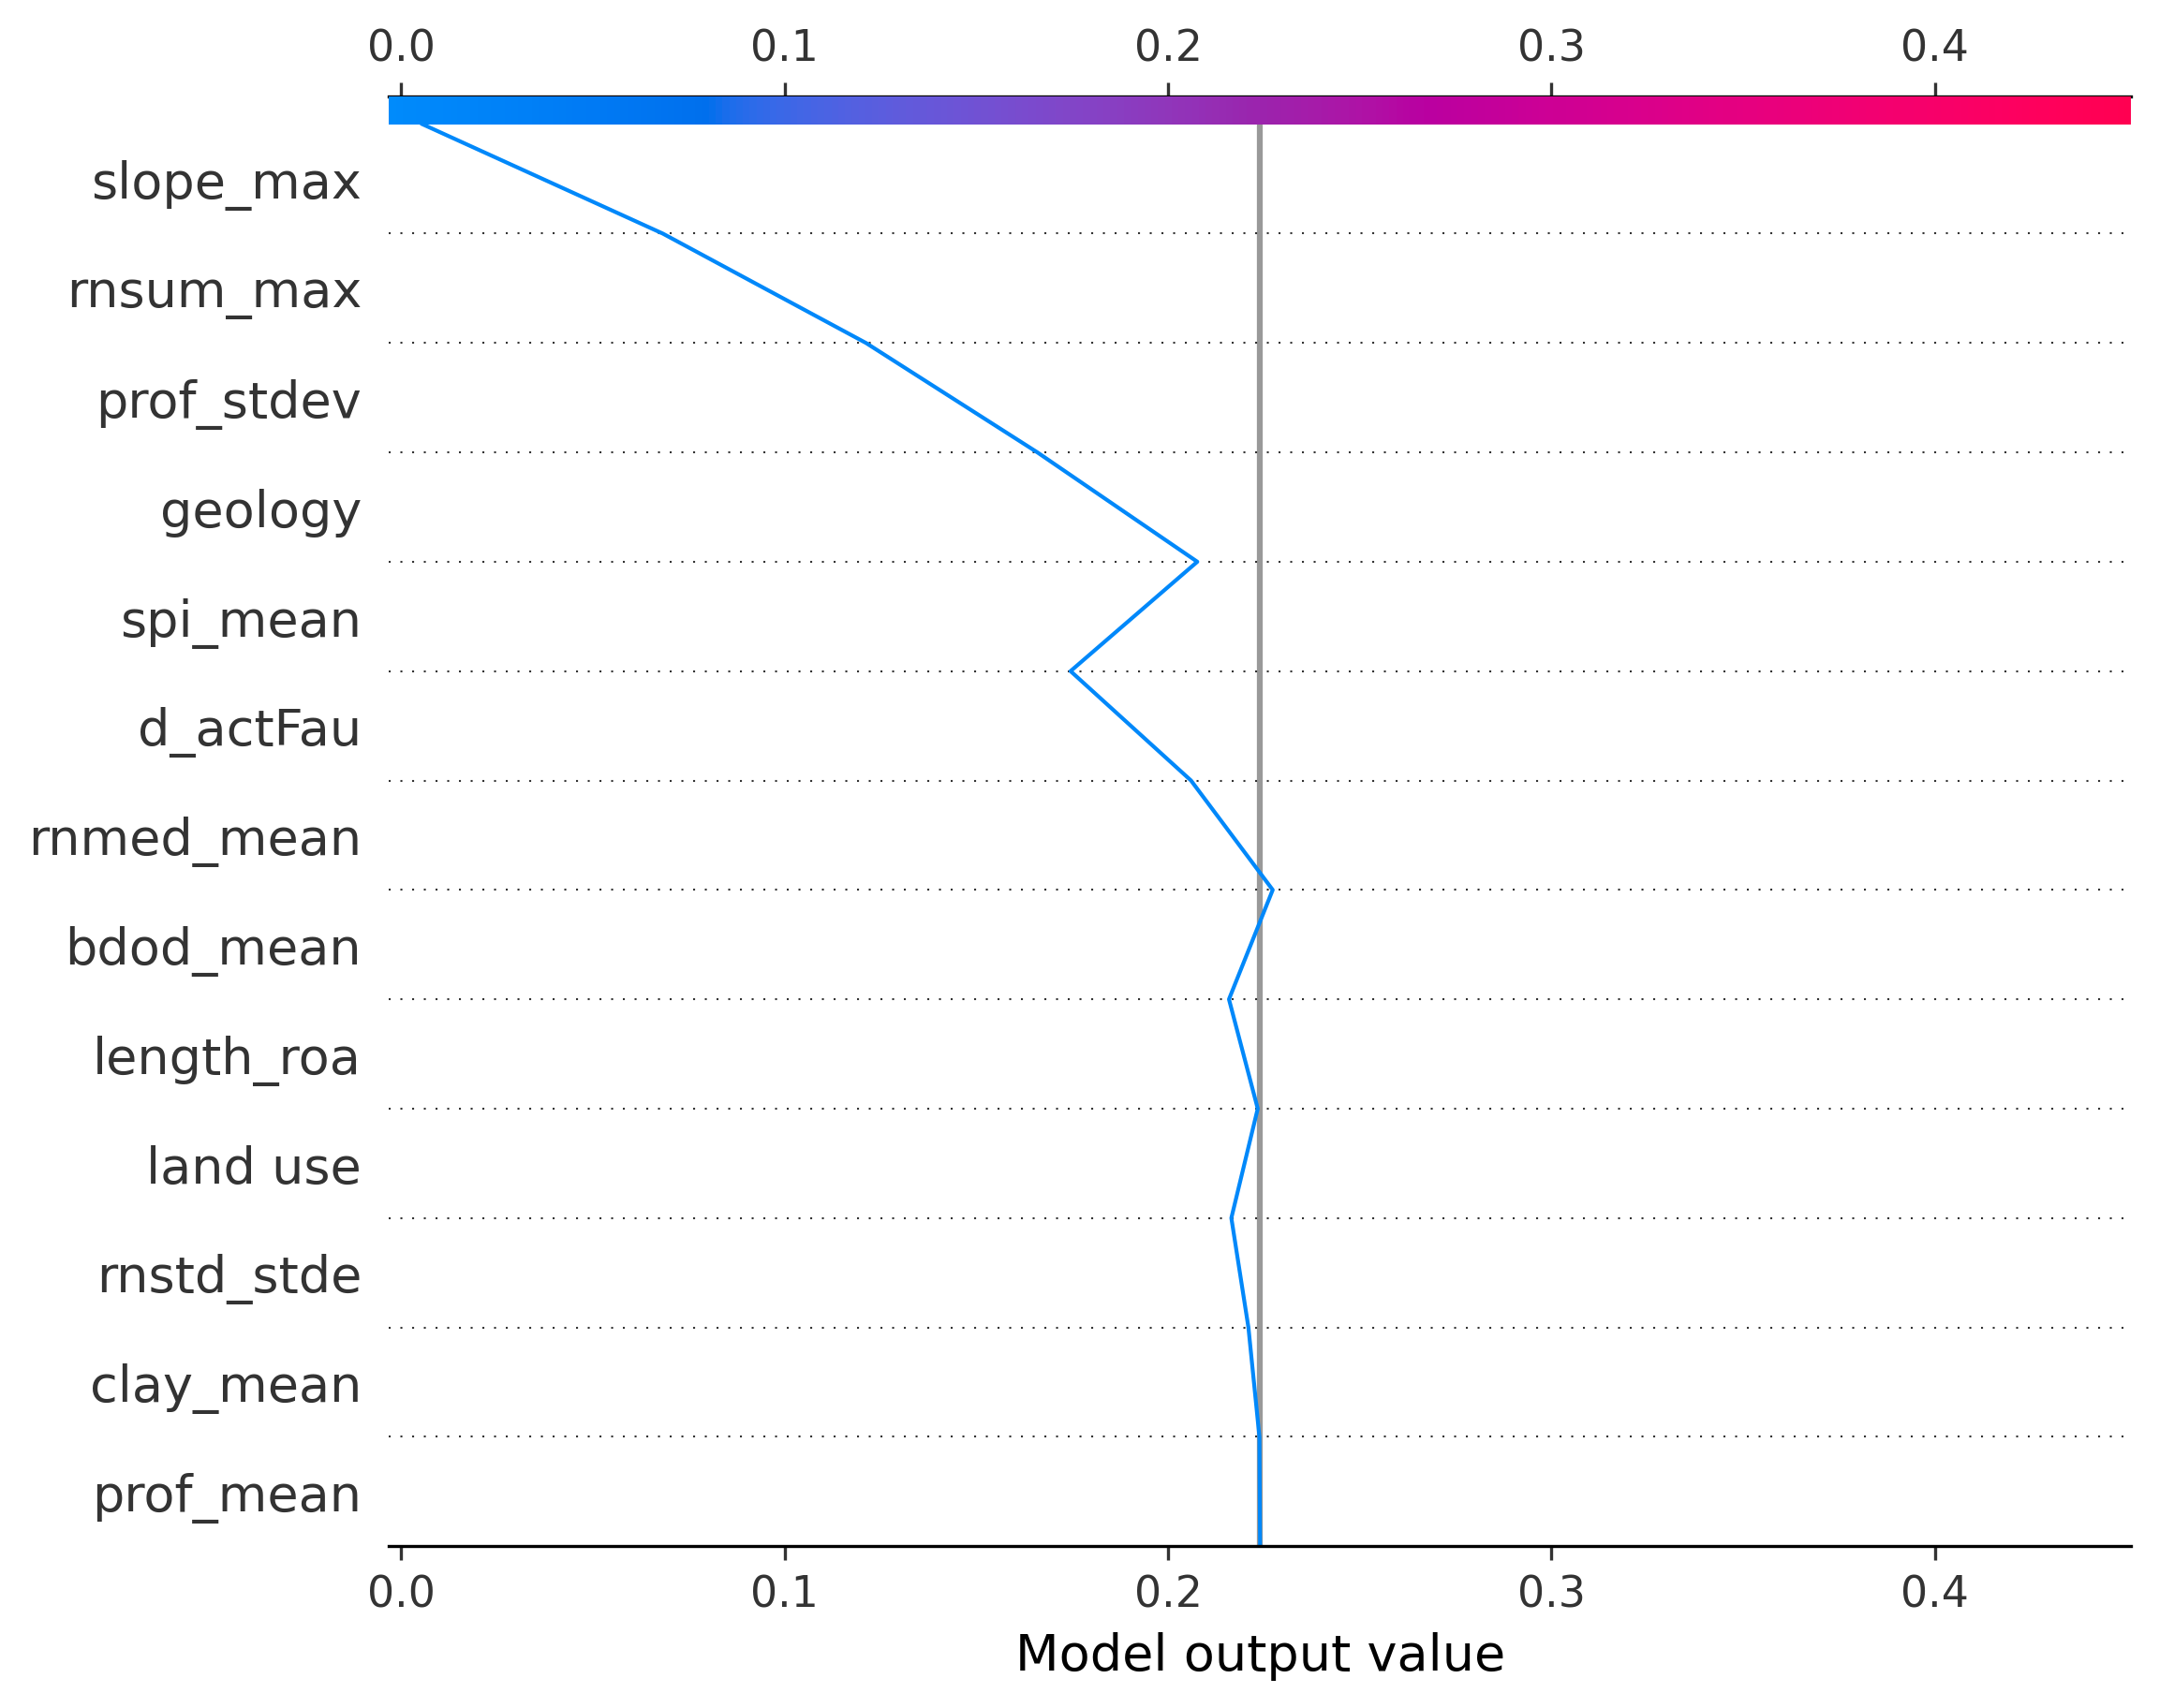 0.0 0.1 0.2 0.3 0.4
slope_max
rnsum_max
prof_stdev
geology
spi_mean
d_actFau
rnmed_mean
bdod_mean
length_roa
land use
rnstd_stde
clay_mean
prof_mean
0.0 0.1 0.2 0.3 0.4
Model output value